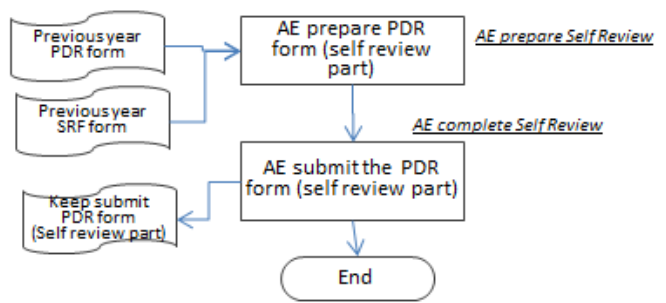 Previous year
PDR form
AE prepare PDR
form (self review
part)
AE prepare Self Review
Previous year
SRF form
AE complete Self Review
AE submit the PDR
form (self review part)
Keep submit
PDR form
(Self review part)
End